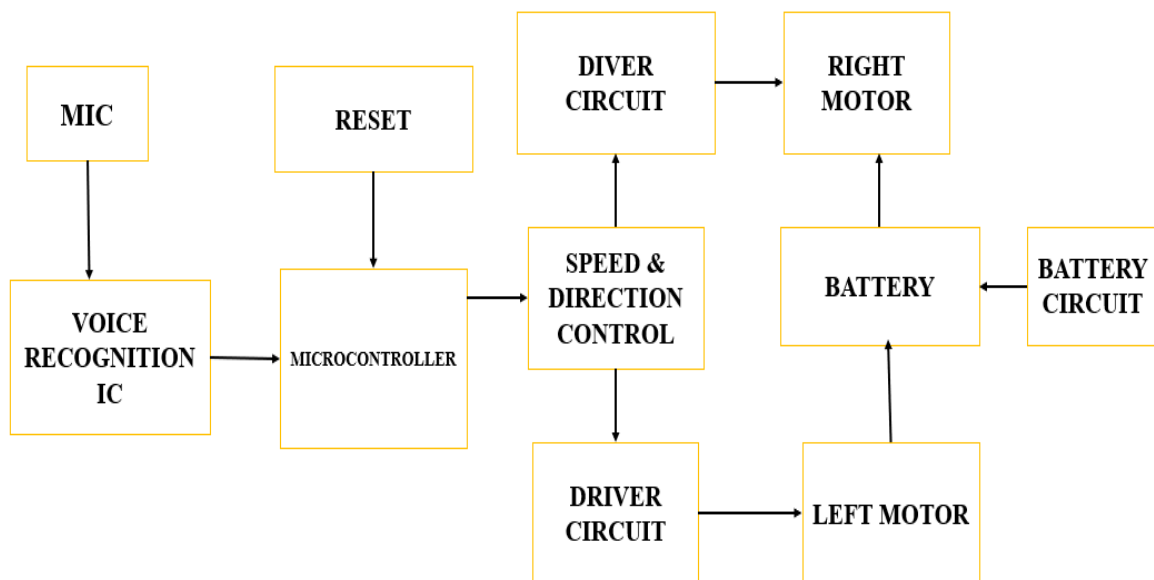 MIC
RESET
DIVER
CIRCUIT
RIGHT
MOTOR
VOICE
RECOGNITION
IC
MICROCONTROLLER
SPEED &
DIRECTION
CONTROL
BATTERY
BATTERY
CIRCUIT
DRIVER
CIRCUIT
LEFT MOTOR